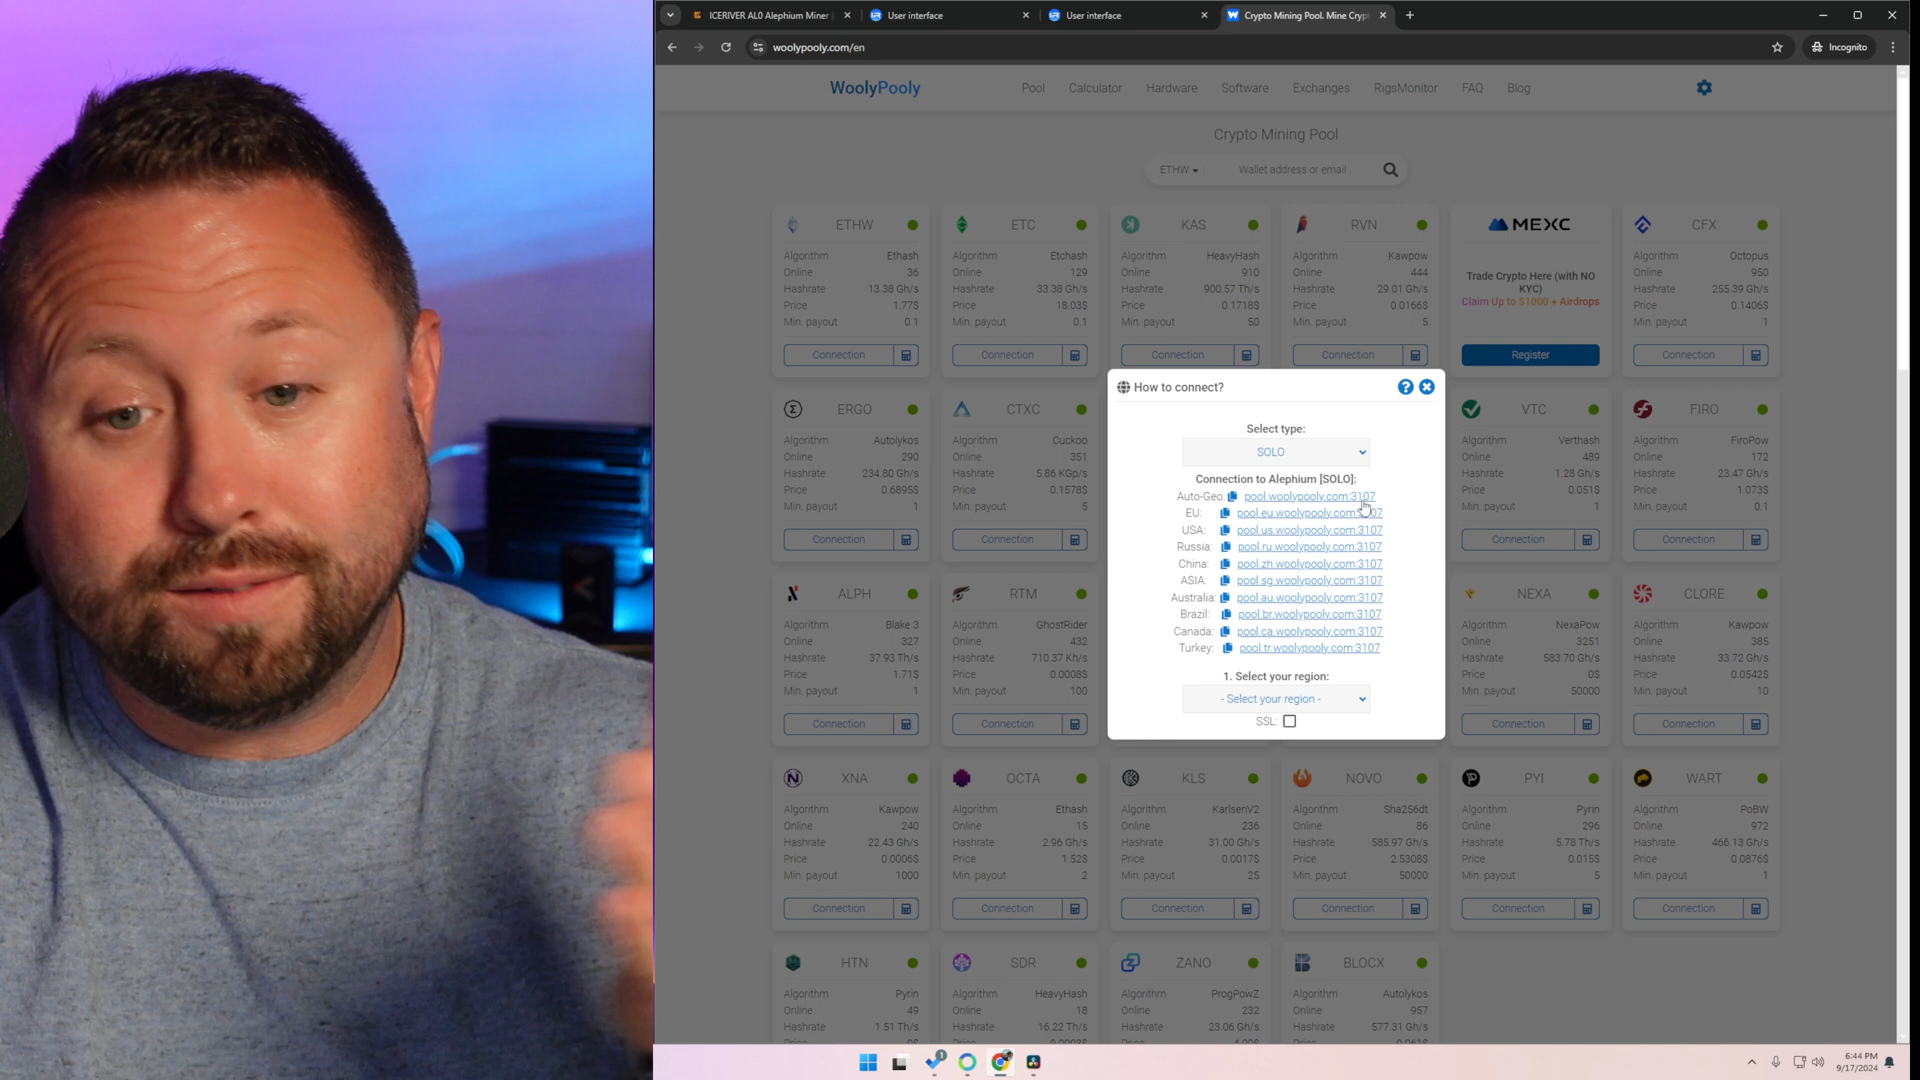 ICERIVER AL0 Alephium Miner
User interface
User interface
Crypto Mining Pool. Mine Cryp
woolypooly.com/en
Incognito
WoolyPooly
Pool Calculator Hardware Software Exchanges RigsMonitor FAQ Blog
Crypto Mining Pool
ETHW Wallet address or email
ETHW
Algorithm Ethash
Online 36
Hashrate 13.38 Gh/s
Price 1.77$
Min. payout 0.1
Connection
ETC
Algorithm Etchash
Online 129
Hashrate 33.38 Gh/s
Price 18.03$
Min. payout 0.1
Connection
KAS
Algorithm HeavyHash
Online 910
Hashrate 900.57 Th/s
Price 0.1718$
Min. payout 50
Connection
RVN
Algorithm Kawpow
Online 444
Hashrate 29.01 Gh/s
Price 0.0166$
Min. payout 5
Connection
MEXC
Trade Crypto Here (with NO
KYC)
Claim Up to $1000 + Airdrops
Register
CFX
Algorithm Octopus
Online 950
Hashrate 255.39 Gh/s
Price 0.1406$
Min. payout 1
Connection
ERGO
Algorithm Autolykos
Online 290
Hashrate 234.80 Gh/s
Price 0.6895$
Min. payout 1
Connection
CTXC
Algorithm Cuckoo
Online 351
Hashrate 5.86 KGp/s
Price 0.1578$
Min. payout 5
Connection
How to connect?
Select type:
SOLO
Connection to Alephium [SOLO]:
Auto-Geo: pool.woolypooly.com:3107
EU: pool.eu.woolypooly.com:3107
USA: pool.us.woolypooly.com:3107
Russia: pool.ru.woolypooly.com:3107
China: pool.zh.woolypooly.com:3107
ASIA: pool.sg.woolypooly.com:3107
Australia: pool.au.woolypooly.com:3107
Brazil: pool.br.woolypooly.com:3107
Canada: pool.ca.woolypooly.com:3107
Turkey: pool.tr.woolypooly.com:3107
1. Select your region:
- Select your region -
SSL:
VTC
Algorithm Verthash
Online 489
Hashrate 1.28 Gh/s
Price 0.051$
Min. payout 1
Connection
FIRO
Algorithm FiroPow
Online 172
Hashrate 23.47 Gh/s
Price 1.073$
Min. payout 0.1
Connection
ALPH
Algorithm Blake 3
Online 327
Hashrate 37.93 Th/s
Price 1.71$
Min. payout 1
Connection
RTM
Algorithm GhostRider
Online 432
Hashrate 710.37 Kh/s
Price 0.0008$
Min. payout 100
Connection
NEXA
Algorithm NexaPow
Online 3251
Hashrate 583.70 Gh/s
Price 0$
Min. payout 50000
Connection
CLORE
Algorithm Kawpow
Online 385
Hashrate 33.72 Gh/s
Price 0.0542$
Min. payout 10
Connection
XNA
Algorithm Kawpow
Online 240
Hashrate 22.43 Gh/s
Price 0.0006$
Min. payout 1000
Connection
OCTA
Algorithm Ethash
Online 15
Hashrate 2.96 Gh/s
Price 1.52$
Min. payout 2
Connection
KLS
Algorithm KarlsenV2
Online 236
Hashrate 31.00 Gh/s
Price 0.0017$
Min. payout 25
Connection
NOVO
Algorithm Sha256dt
Online 86
Hashrate 585.97 Gh/s
Price 2.5308$
Min. payout 50000
Connection
PYI
Algorithm Pyrin
Online 296
Hashrate 5.78 Th/s
Price 0.015$
Min. payout 5
Connection
WART
Algorithm PoBW
Online 972
Hashrate 466.13 Gh/s
Price 0.0876$
Min. payout 1
Connection
HTN
Algorithm Pyrin
Online 49
Hashrate 1.51 Th/s
SDR
Algorithm HeavyHash
Online 18
Hashrate 16.22 Th/s
ZANO
Algorithm ProgPowZ
Online 232
Hashrate 23.06 Gh/s
BLOCX
Algorithm Autolykos
Online 957
Hashrate 577.31 Gh/s
6:44 PM
9/17/2024